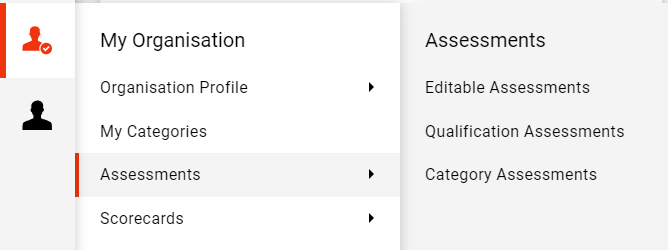 My Organisation
Organisation Profile
My Categories
Assessments
Scorecards
Assessments
Editable Assessments
Qualification Assessments
Category Assessments